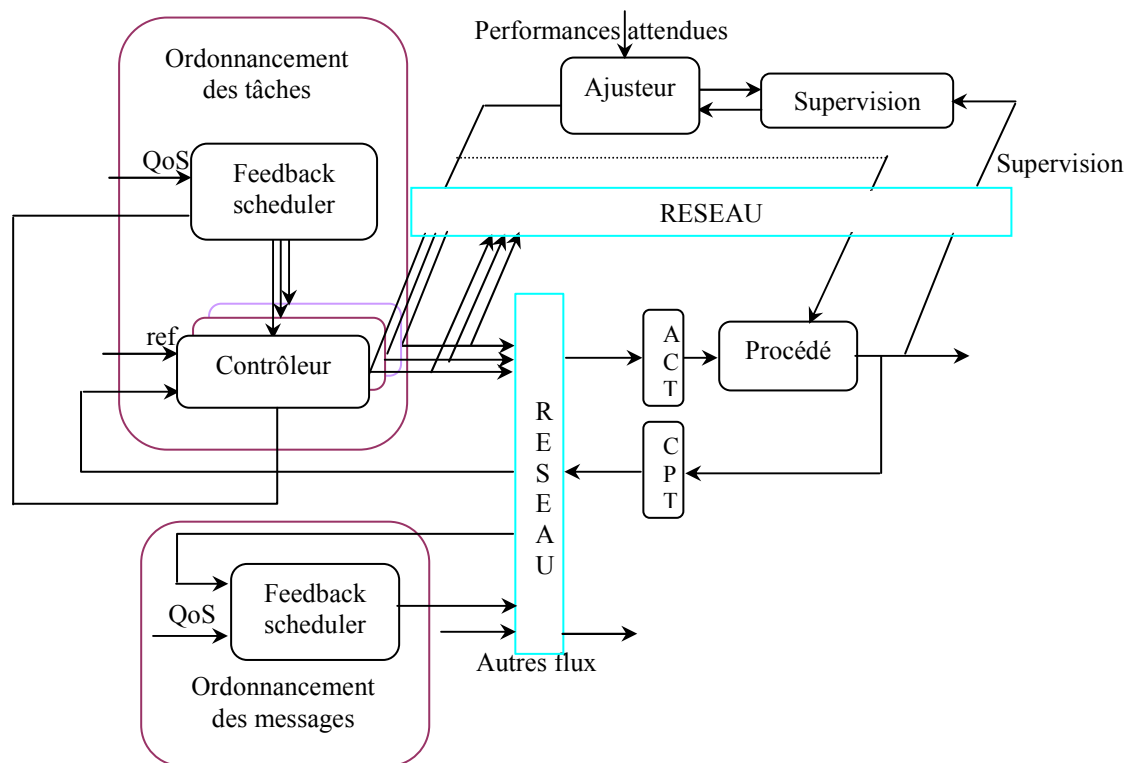 Performances attendues
Ordonnancement
des tâches
Ajusteur
Supervision
QoS
Feedback
scheduler
Supervision
RESEAU
ref
Contrôleur
A
C
T
Procédé
R
E
S
E
A
U
C
P
T
Feedback
scheduler
QoS
Autres flux
Ordonnancement
des messages